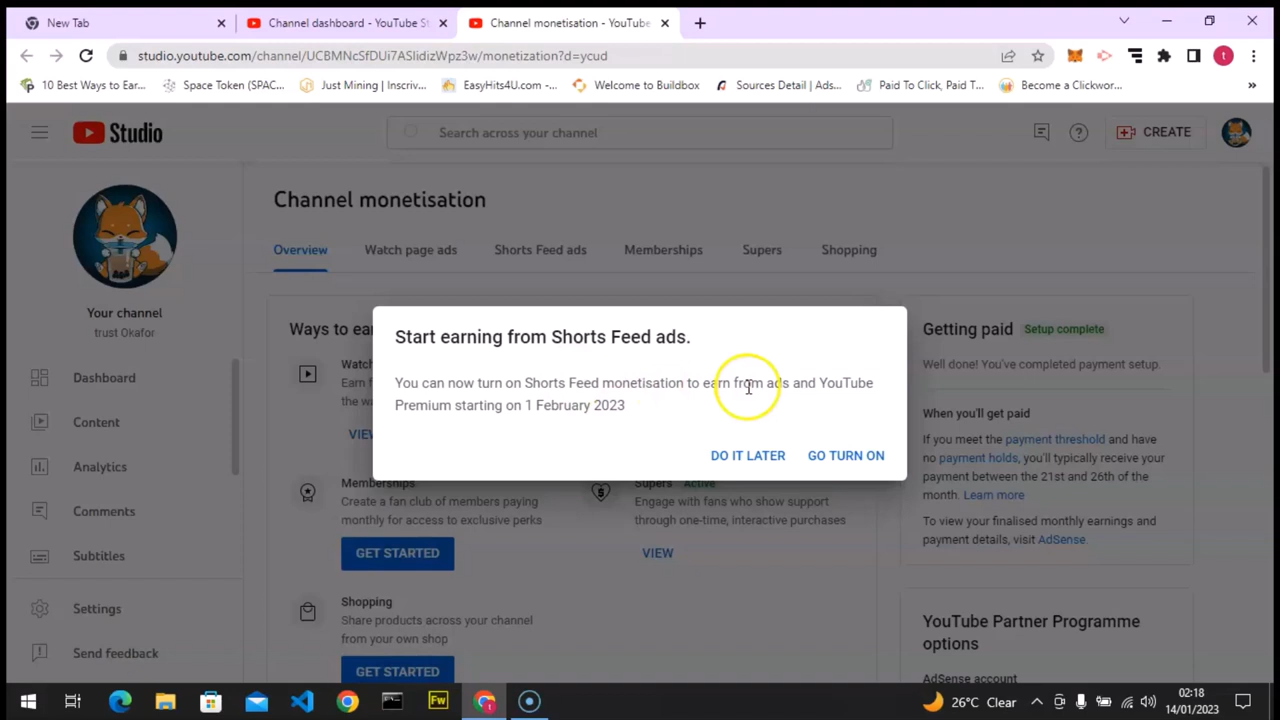 New Tab
Channel dashboard - YouTube St
Channel monetisation - YouTube
studio.youtube.com/channel/UCBMNcSfDUi7ASlidizWpz3w/monetization?d=ycud
t
10 Best Ways to Ear...
Space Token (SPAC...
Just Mining | Inscriv...
EasyHits4U.com -...
Welcome to Buildbox
Sources Detail | Ads...
Paid To Click, Paid T...
Become a Clickwor...
Studio
Search across your channel
CREATE
Your channel
trust Okafor
Dashboard
Content
Analytics
Comments
Subtitles
Settings
Send feedback
Channel monetisation
Overview
Watch page ads
Shorts Feed ads
Memberships
Supers
Shopping
Ways to ear
Watc
Earn f
the wa
VIEW
Start earning from Shorts Feed ads.
You can now turn on Shorts Feed monetisation to earn from ads and YouTube
Premium starting on 1 February 2023
DO IT LATER
GO TURN ON
Memberships
Create a fan club of members paying
monthly for access to exclusive perks
GET STARTED
Supers
Active
Engage with fans who show support
through one-time, interactive purchases
VIEW
Shopping
Share products across your channel
from your own shop
GET STARTED
Getting paid
Setup complete
Well done! You've completed payment setup.
When you'll get paid
If you meet the payment threshold and have
no payment holds, you'll typically receive your
payment between the 21st and 26th of the
month. Learn more
To view your finalised monthly earnings and
payment details, visit AdSense.
YouTube Partner Programme
options
AdSense account
Fw
26°C Clear
02:18
14/01/2023